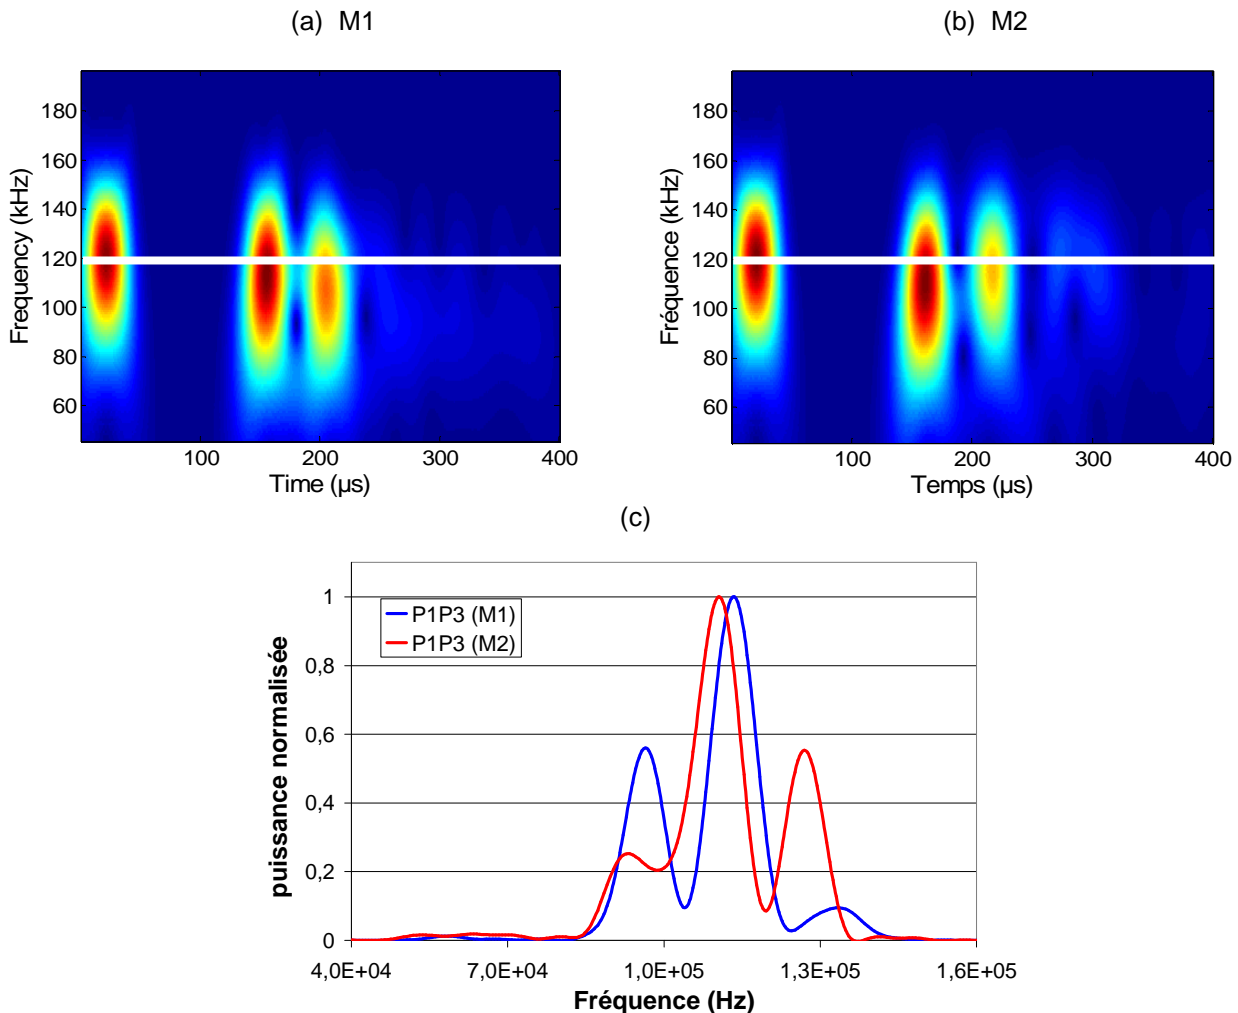 (a) M1
(b) M2
Frequency (kHz)
180
160
140
120
100
80
60
100
200
300
400
Time (µs)
Fréquence (kHz)
180
160
140
120
100
80
60
100
200
300
400
Temps (µs)
(c)
puissance normalisée
1
0,8
0,6
0,4
0,2
0
P1P3 (M1)
P1P3 (M2)
4,0E+04
7,0E+04
1,0E+05
1,3E+05
1,6E+05
Fréquence (Hz)